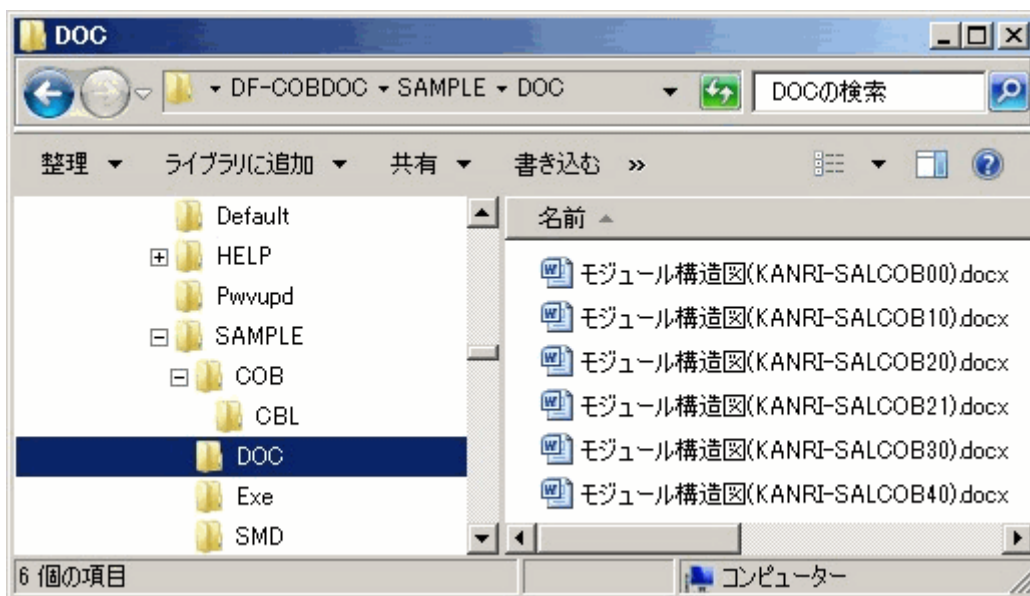 DOC
DF-COBDOC SAMPLE DOC DOCの検索
整理 ライブラリに追加 共有 書き込む »
Default
HELP
Pwvupd
SAMPLE
COB
CBL
DOC
Exe
SMD
名前
モジュール構造図(KANRI-SALCOB00).docx
モジュール構造図(KANRI-SALCOB10).docx
モジュール構造図(KANRI-SALCOB20).docx
モジュール構造図(KANRI-SALCOB21).docx
モジュール構造図(KANRI-SALCOB30).docx
モジュール構造図(KANRI-SALCOB40).docx
6 個の項目 コンピューター